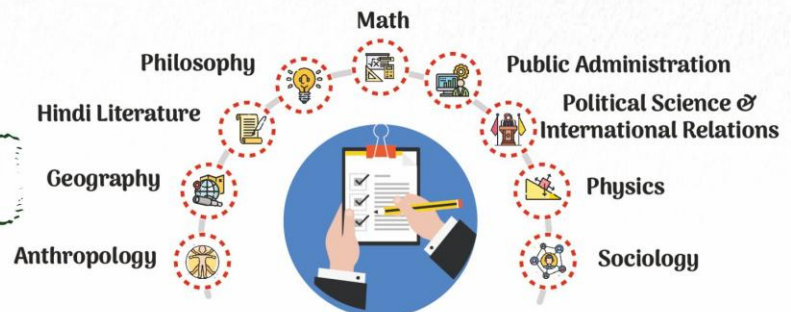 Math
Philosophy
Public Administration
Hindi Literature
Political Science &
International Relations
Geography
Physics
Anthropology
Sociology